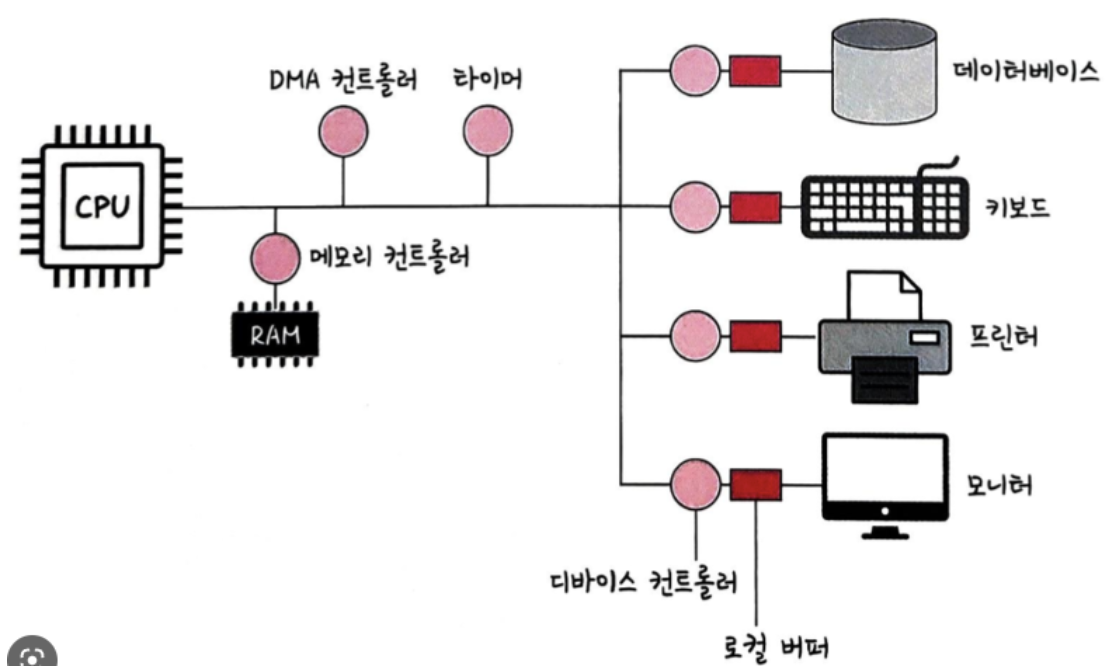 DMA 컨트롤러
타이머
데이터베이스
CPU
키보드
메모리 컨트롤러
RAM
프린터
모니터
디바이스 컨트롤러
로컬 버퍼